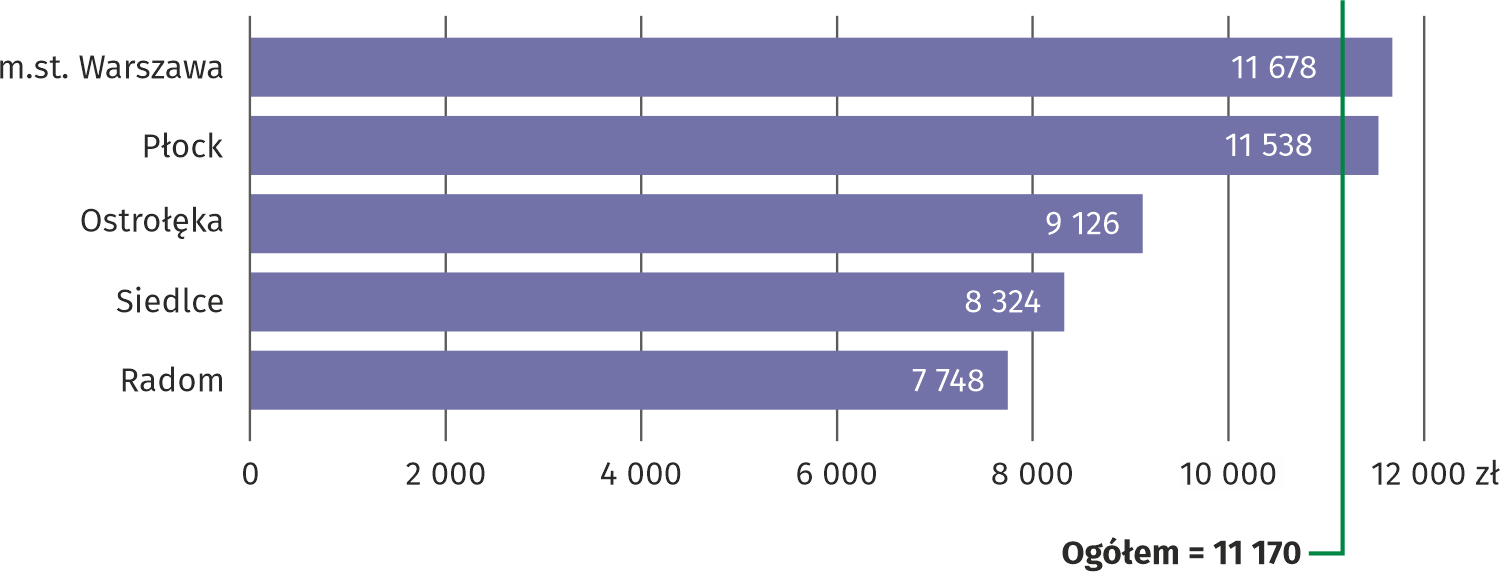 m.st. Warszawa 11 678
Płock 11 538
Ostrołęka 9 126
Siedlce 8 324
Radom 7 748
0 2 000 4 000 6 000 8 000 10 000 12 000 zł
Ogółem = 11 170